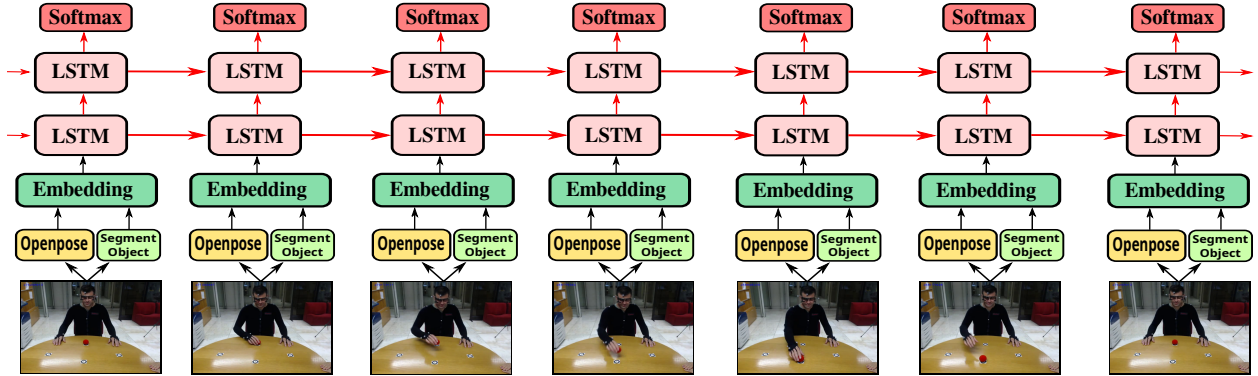 Softmax Softmax Softmax Softmax Softmax Softmax Softmax
LSTM LSTM LSTM LSTM LSTM LSTM LSTM
LSTM LSTM LSTM LSTM LSTM LSTM LSTM
Embedding Embedding Embedding Embedding Embedding Embedding Embedding
Openpose Segment Object Openpose Segment Object Openpose Segment Object Openpose Segment Object Openpose Segment Object Openpose Segment Object Openpose Segment Object